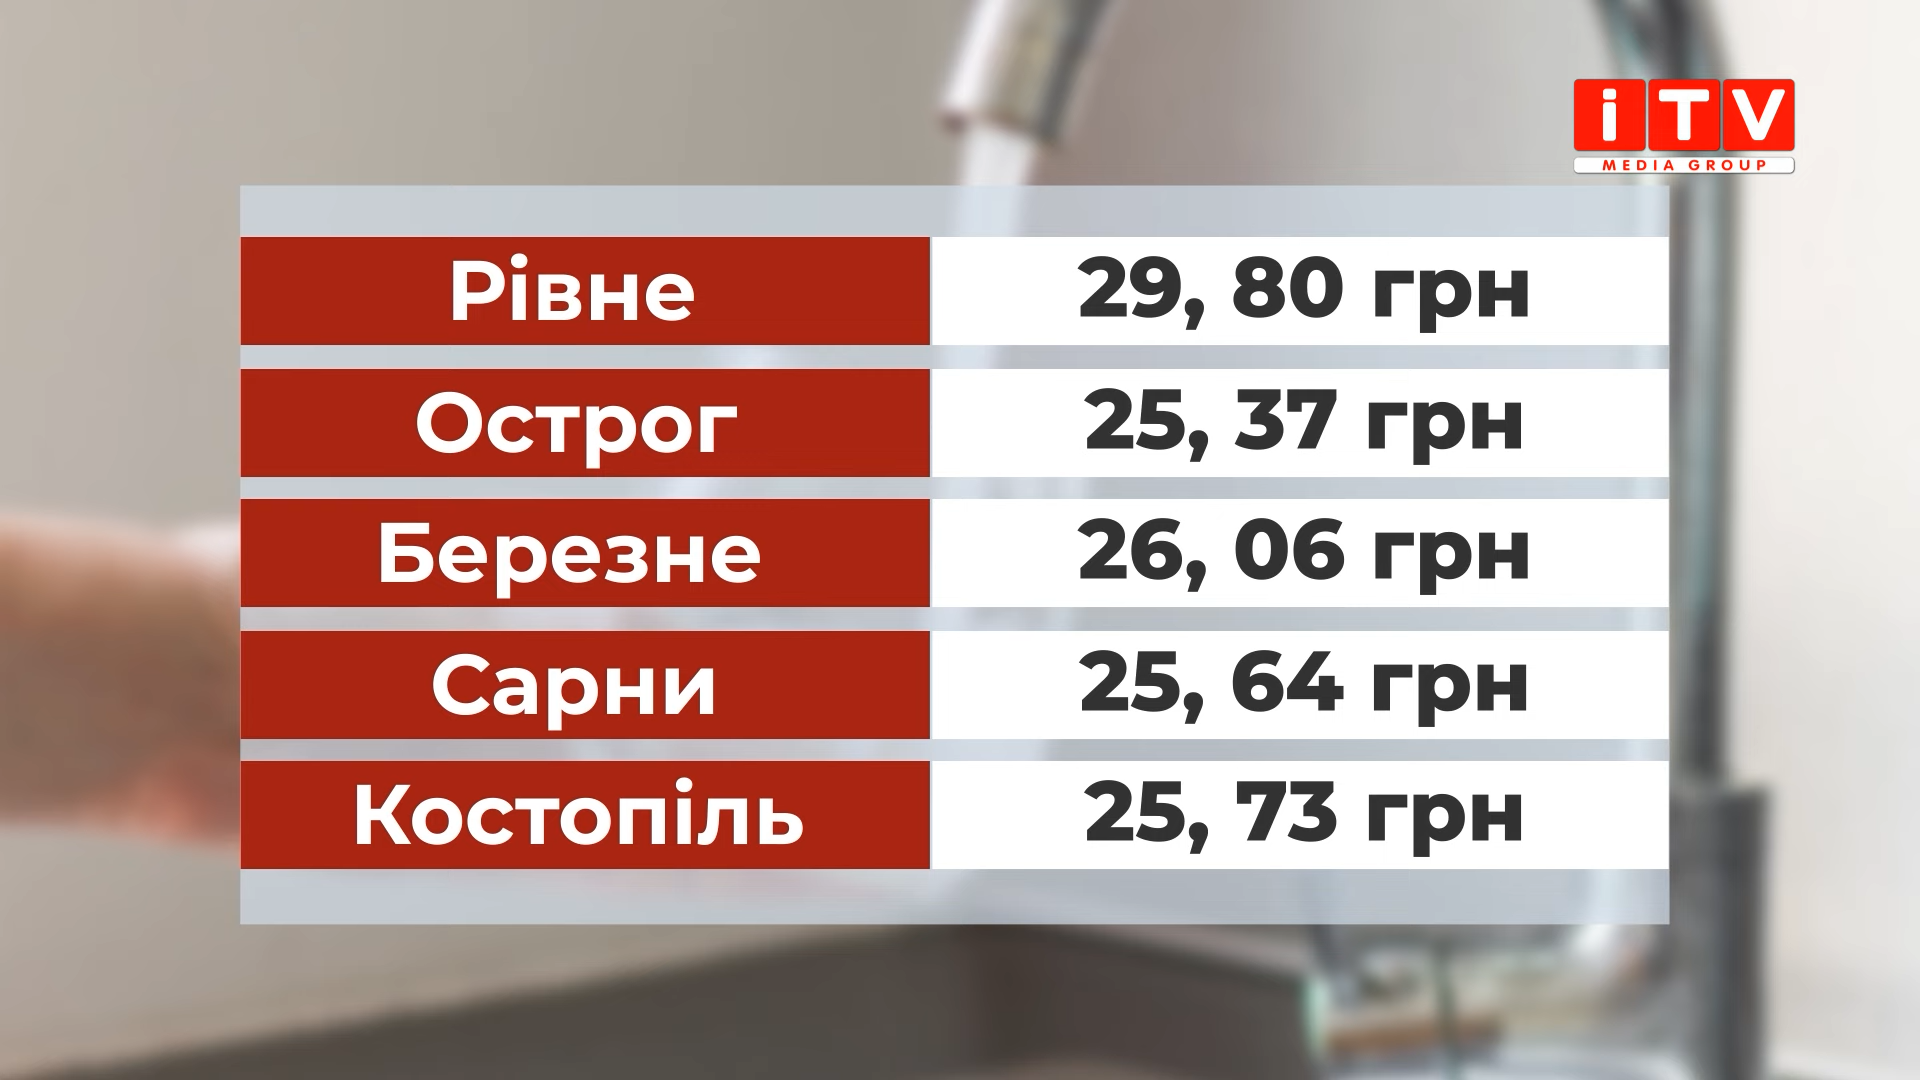 iTV
MEDIA GROUP
Рівне 29, 80 грн
Острог 25, 37 грн
Березне 26, 06 грн
Сарни 25, 64 грн
Костопіль 25, 73 грн